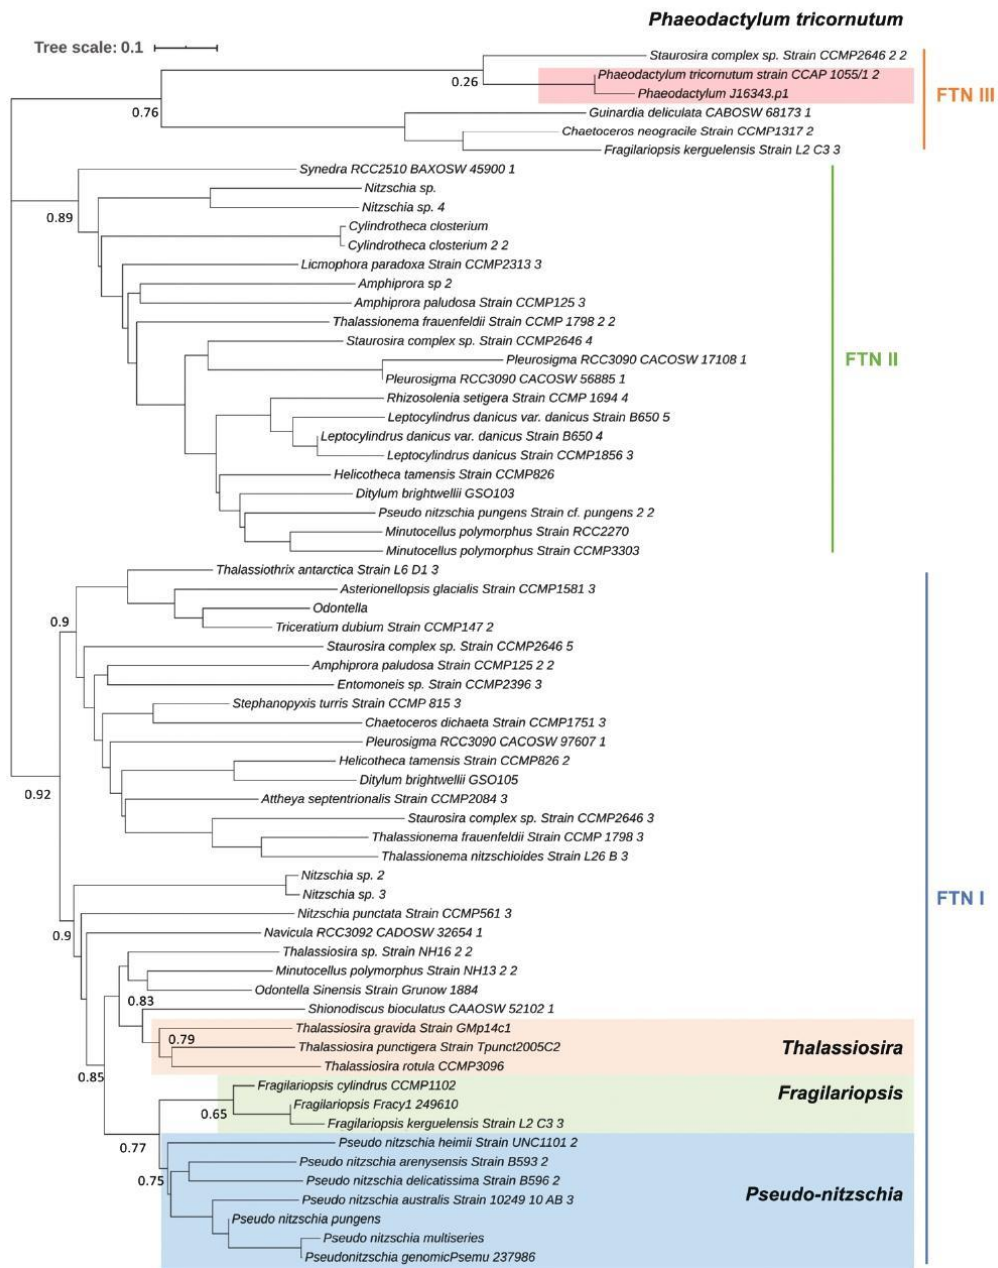 Phaeodactylum tricornutum
Tree scale: 0.1
Staurosira complex sp. Strain CCMP2646 2 2
Phaeodactylum tricornutum strain CCAP 1055/1 2
0.26
Phaeodactylum J16343.p1
FTN III
0.76
Guinardia deliculata CABOSW 68173 1
Chaetoceros neogracile Strain CCMP1317 2
Fragilariopsis kerguelensis Strain L2 C3 3
Synedra RCC2510 BAXOSW 45900 1
Nitzschia sp.
Nitzschia sp. 4
0.89
Cylindrotheca closterium
Cylindrotheca closterium 2 2
Licmophora paradoxa Strain CCMP2313 3
Amphiprora sp 2
Amphiprora paludosa Strain CCMP125 3
Thalassionema frauenfeldii Strain CCMP 1798 2 2
Staurosira complex sp. Strain CCMP2646 4
Pleurosigma RCC3090 CACOSW 17108 1
FTN II
Pleurosigma RCC3090 CACOSW 56885 1
Rhizosolenia setigera Strain CCMP 1694 4
Leptocylindrus danicus var. danicus Strain B650 5
Leptocylindrus danicus var. danicus Strain B650 4
Leptocylindrus danicus Strain CCMP1856 3
Helicotheca tamensis Strain CCMP826
Ditylum brightwellii GSO103
Pseudo nitzschia pungens Strain cf. pungens 2 2
Minutocellus polymorphus Strain RCC2270
Minutocellus polymorphus Strain CCMP3303
Thalassiothrix antarctica Strain L6 D1 3
Asterionellopsis glacialis Strain CCMP1581 3
Odontella
0.9
Triceratium dubium Strain CCMP147 2
Staurosira complex sp. Strain CCMP2646 5
Amphiprora paludosa Strain CCMP125 2 2
Entomoneis sp. Strain CCMP2396 3
Stephanopyxis turris Strain CCMP 815 3
Chaetoceros dichaeta Strain CCMP1751 3
Pleurosigma RCC3090 CACOSW 97607 1
Helicotheca tamensis Strain CCMP826 2
Ditylum brightwellii GSO105
0.92
Attheya septentrionalis Strain CCMP2084 3
Staurosira complex sp. Strain CCMP2646 3
Thalassionema frauenfeldii Strain CCMP 1798 3
Thalassionema nitzschioides Strain L26 B 3
Nitzschia sp. 2
Nitzschia sp. 3
FTN I
Nitzschia punctata Strain CCMP561 3
Navicula RCC3092 CADOSW 32654 1
0.9
Thalassiosira sp. Strain NH16 2 2
Minutocellus polymorphus Strain NH13 2 2
Odontella Sinensis Strain Grunow 1884
0.83
Shionodiscus bioculatus CAAOSW 52102 1
Thalassiosira gravida Strain GMp14c1
0.79
Thalassiosira punctigera Strain Tpunct2005C2
Thalassiosira
Thalassiosira rotula CCMP3096
0.85
Fragilariopsis cylindrus CCMP1102
Fragilariopsis
Fragilariopsis Fracy1 249610
0.65
Fragilariopsis kerguelensis Strain L2 C3 3
Pseudo nitzschia heimii Strain UNC1101 2
0.77
Pseudo nitzschia arenysensis Strain B593 2
Pseudo nitzschia delicatissima Strain B596 2
0.75
Pseudo-nitzschia
Pseudo nitzschia australis Strain 10249 10 AB 3
Pseudo nitzschia pungens
Pseudo nitzschia multiseries
Pseudonitzschia genomicPsemu 237986